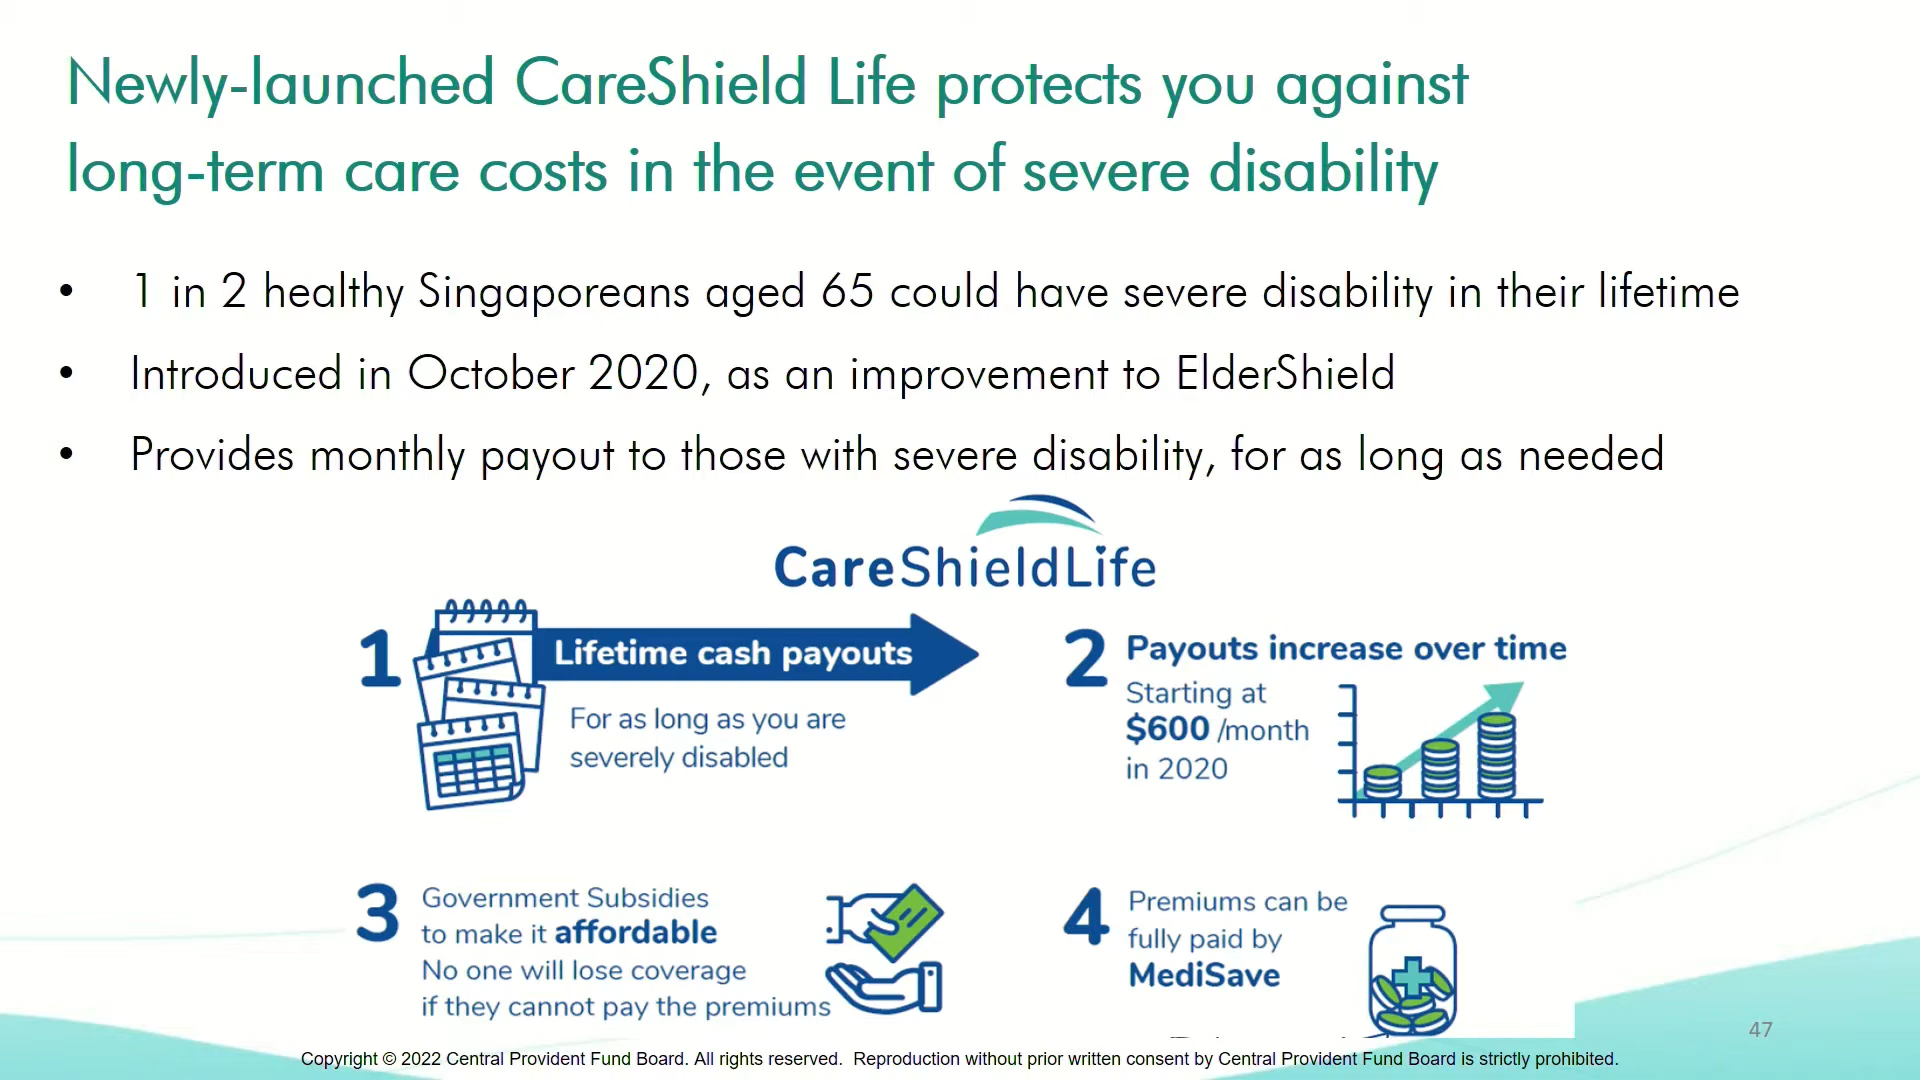 Newly-launched CareShield Life protects you against
long-term care costs in the event of severe disability
• 1 in 2 healthy Singaporeans aged 65 could have severe disability in their lifetime
• Introduced in October 2020, as an improvement to ElderShield
• Provides monthly payout to those with severe disability, for as long as needed
CareShieldLife
1
Lifetime cash payouts
For as long as you are
severely disabled
2
Payouts increase over time
Starting at
$600 /month
in 2020
3
Government Subsidies
to make it affordable
No one will lose coverage
if they cannot pay the premiums
4
Premiums can be
fully paid by
MediSave
47
Copyright © 2022 Central Provident Fund Board. All rights reserved. Reproduction without prior written consent by Central Provident Fund Board is strictly prohibited.